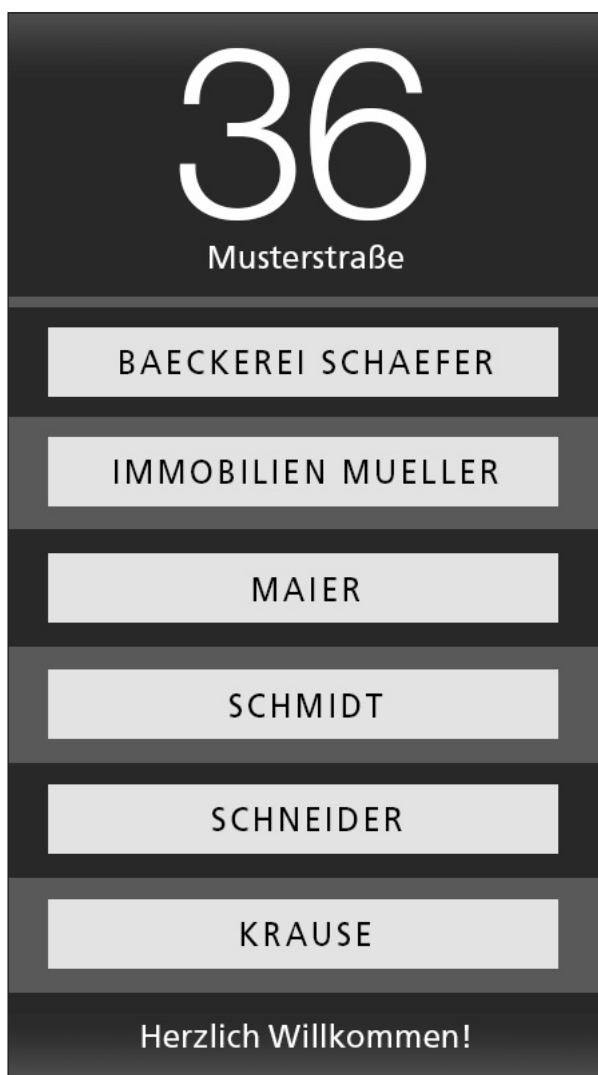 36
Musterstraße
BAECKEREI SCHAEFER
IMMOBILIEN MUELLER
MAIER
SCHMIDT
SCHNEIDER
KRAUSE
Herzlich Willkommen!